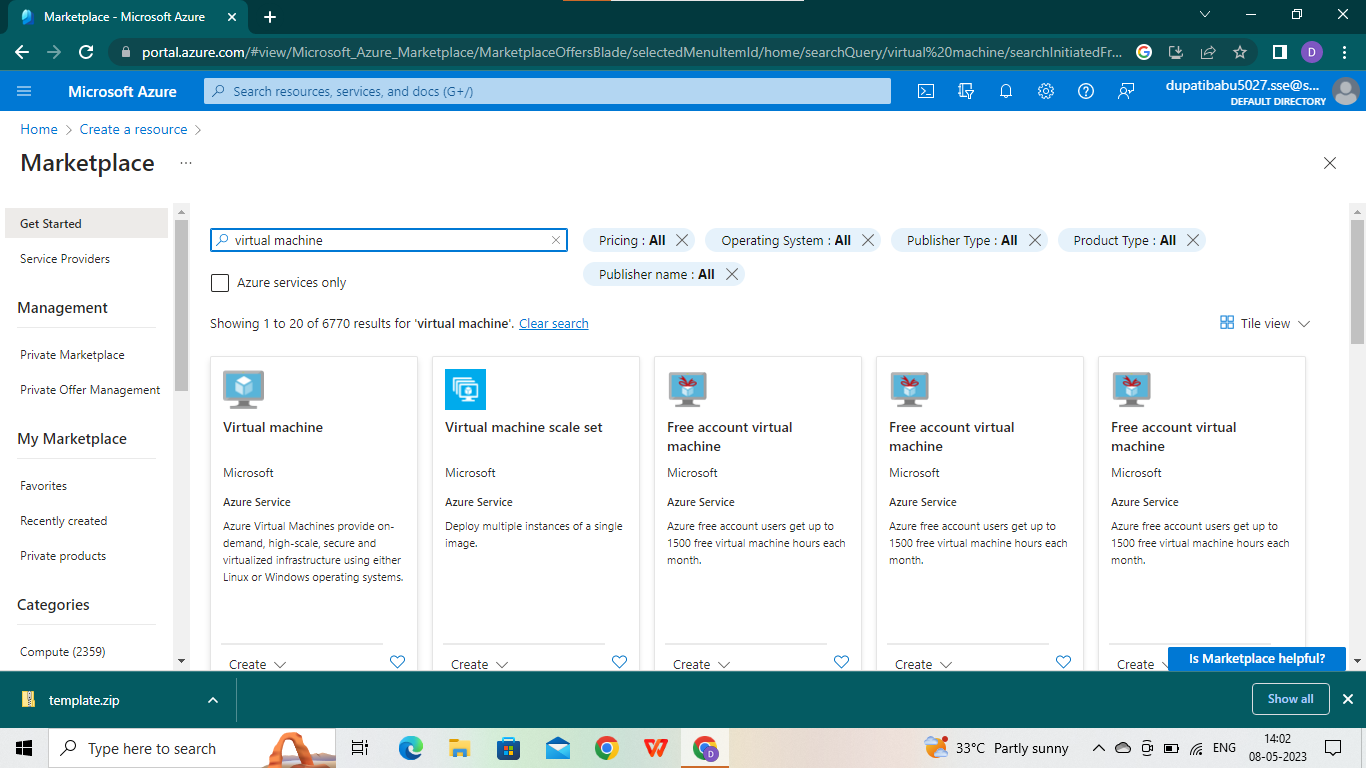 Marketplace - Microsoft Azure
portal.azure.com/#view/Microsoft_Azure_Marketplace/MarketplaceOffersBlade/selectedMenuItemId/home/searchQuery/virtual%20machine/searchInitiatedFr...
D
Microsoft Azure
Search resources, services, and docs (G+/)
dupatibabu5027.sse@s...
DEFAULT DIRECTORY
Home > Create a resource >
Marketplace ...
Get Started
Service Providers
Management
Private Marketplace
Private Offer Management
My Marketplace
Favorites
Recently created
Private products
Categories
Compute (2359)
virtual machine
Pricing : All
Operating System : All
Publisher Type : All
Product Type : All
Publisher name : All
Azure services only
Showing 1 to 20 of 6770 results for 'virtual machine'. Clear search
Tile view
Virtual machine
Microsoft
Azure Service
Azure Virtual Machines provide on-
demand, high-scale, secure and
virtualized infrastructure using either
Linux or Windows operating systems.
Create
Virtual machine scale set
Microsoft
Azure Service
Deploy multiple instances of a single
image.
Create
Free account virtual
machine
Microsoft
Azure Service
Azure free account users get up to
1500 free virtual machine hours each
month.
Create
Free account virtual
machine
Microsoft
Azure Service
Azure free account users get up to
1500 free virtual machine hours each
month.
Create
Free account virtual
machine
Microsoft
Azure Service
Azure free account users get up to
1500 free virtual machine hours each
month.
Create
Is Marketplace helpful?
template.zip
Show all
Type here to search
D
33°C Partly sunny
ENG
14:02
08-05-2023